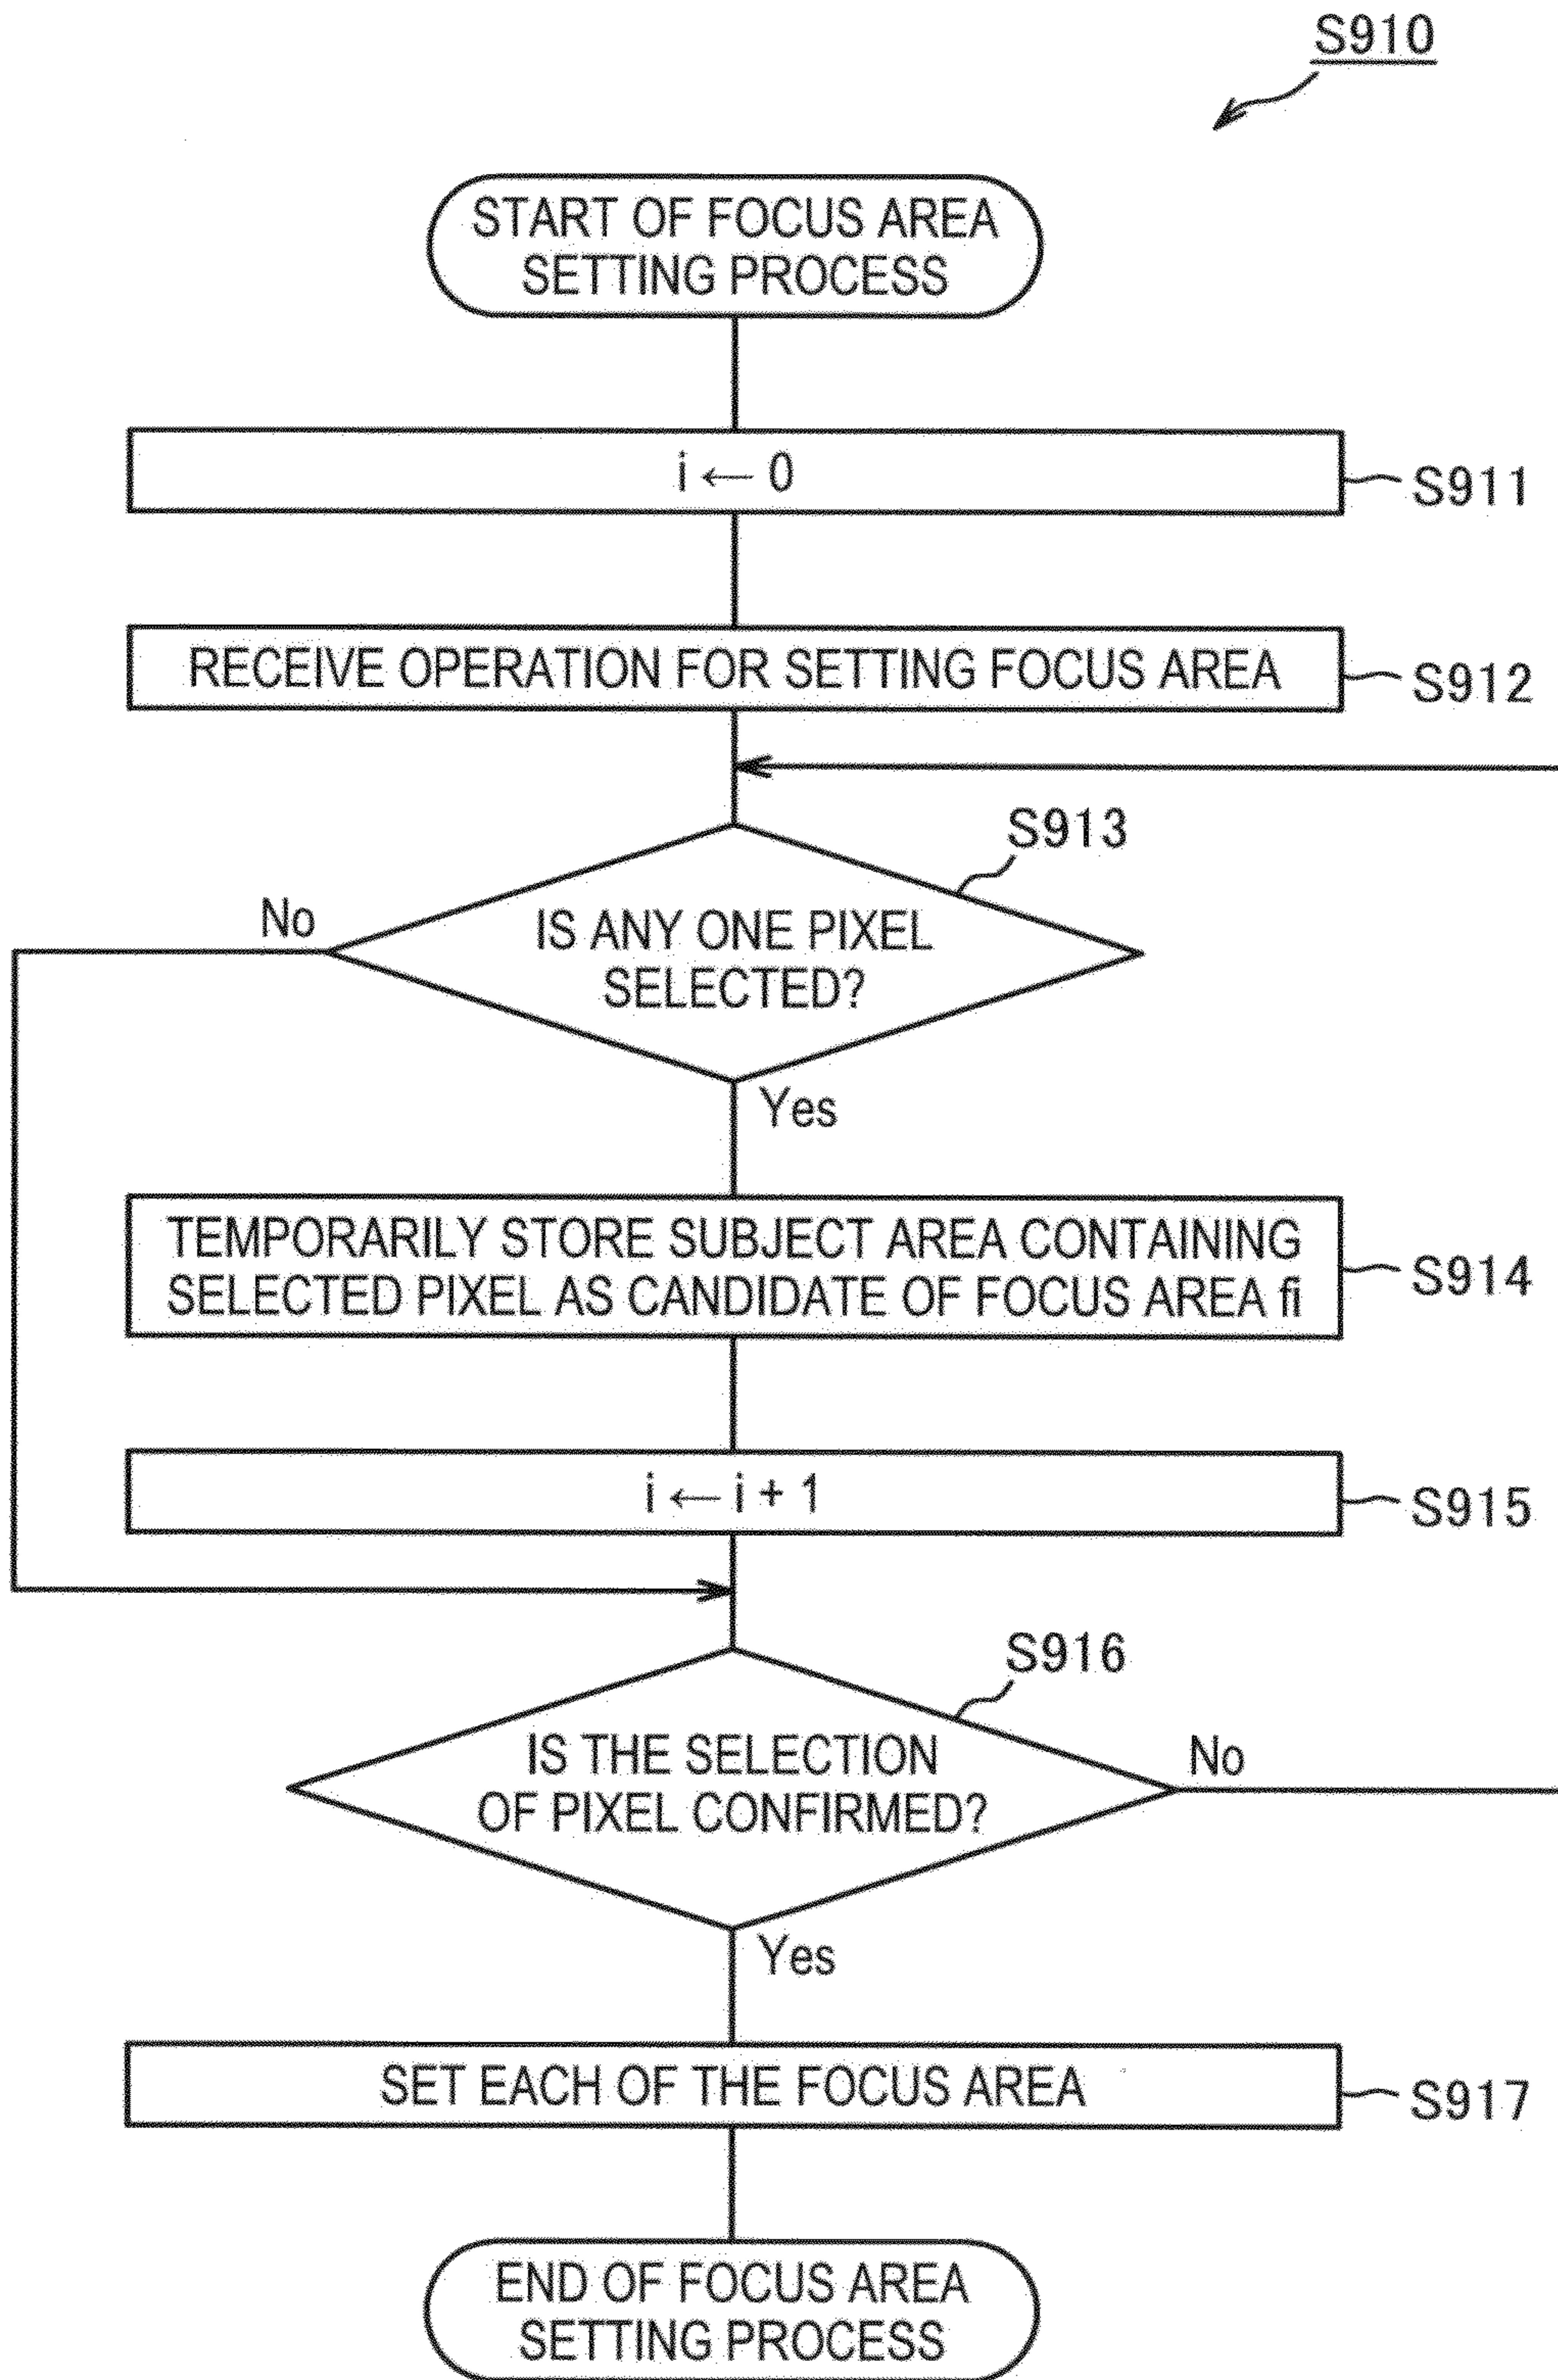 S910
START OF FOCUS AREA
SETTING PROCESS
i ← 0
S911
RECEIVE OPERATION FOR SETTING FOCUS AREA
S912
S913
No
IS ANY ONE PIXEL
SELECTED?
Yes
TEMPORARILY STORE SUBJECT AREA CONTAINING
SELECTED PIXEL AS CANDIDATE OF FOCUS AREA fi
S914
i ← i + 1
S915
S916
IS THE SELECTION
OF PIXEL CONFIRMED?
No
Yes
SET EACH OF THE FOCUS AREA
S917
END OF FOCUS AREA
SETTING PROCESS